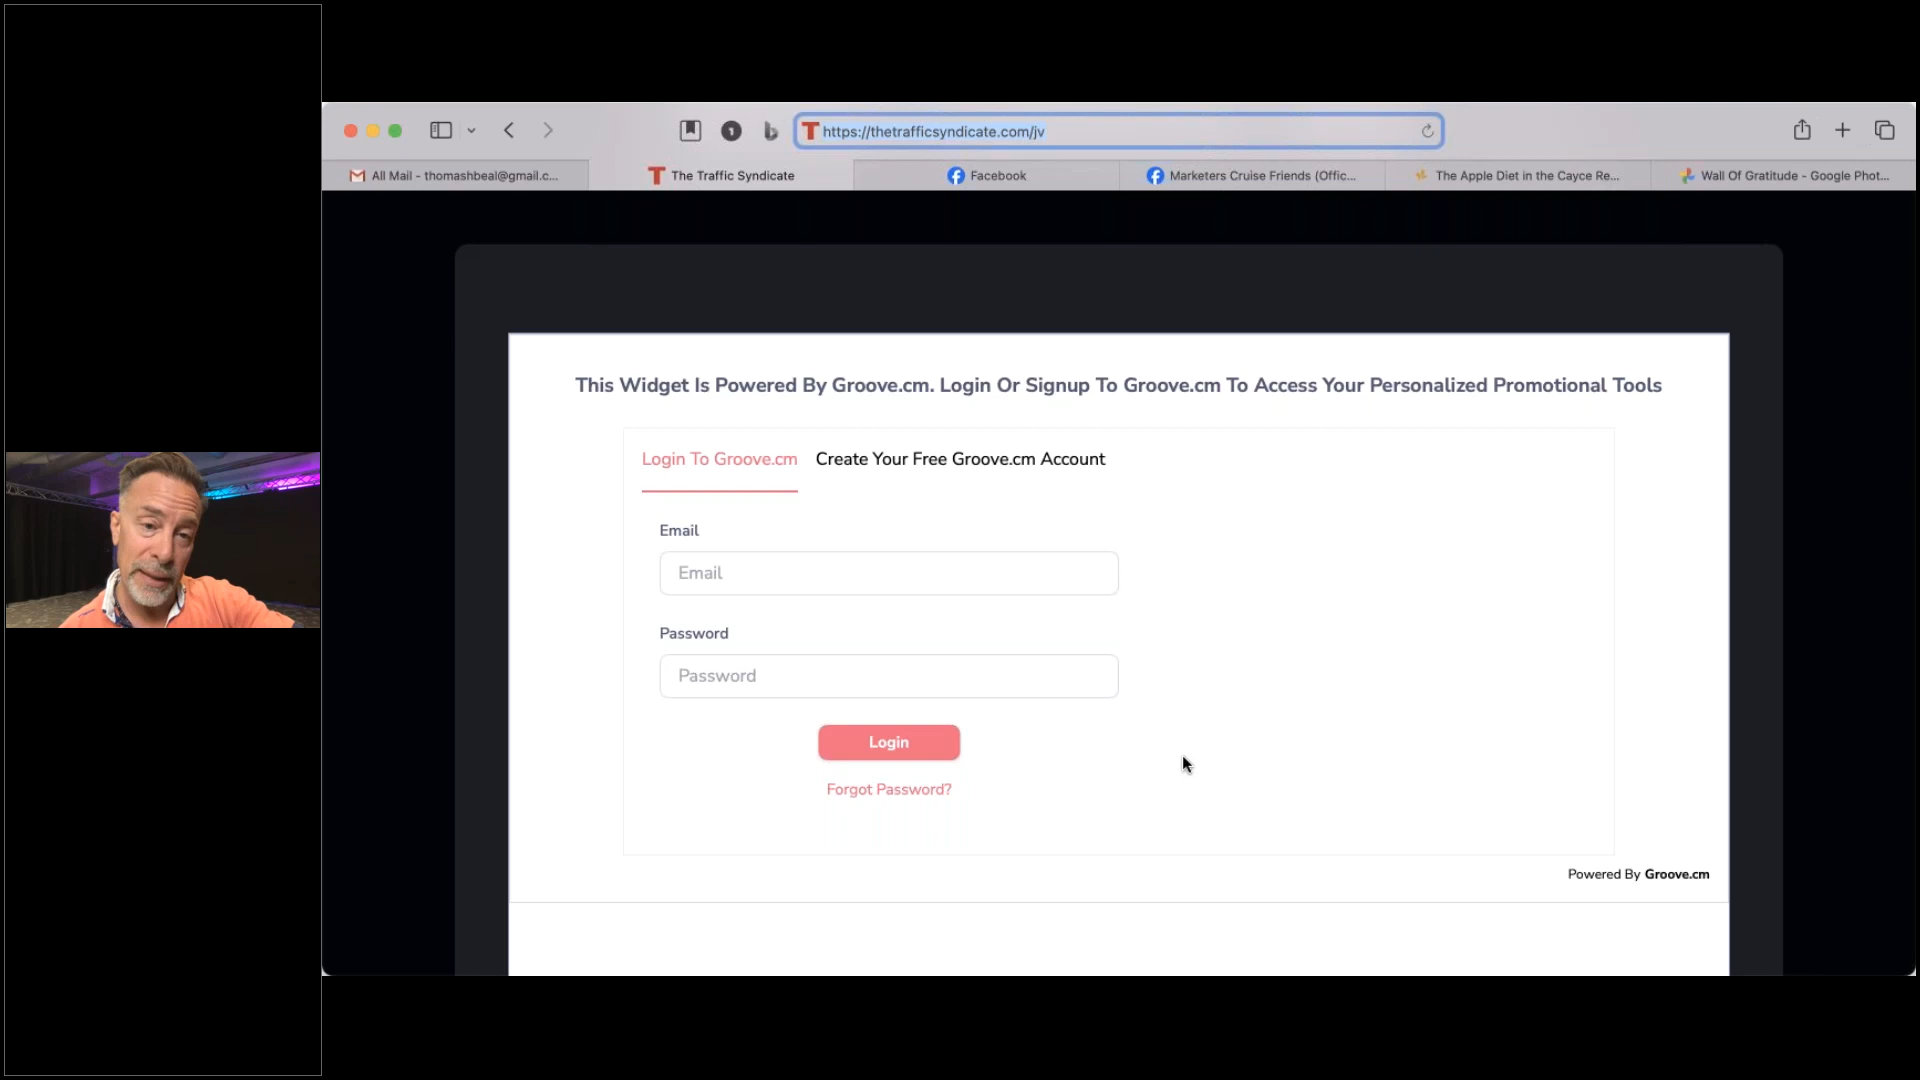 https://thetrafficsyndicate.com/jv
All Mail - thomashbeal@gmail.c...
The Traffic Syndicate
Facebook
Marketers Cruise Friends (Offic...
The Apple Diet in the Cayce Re...
Wall Of Gratitude - Google Phot...
This Widget Is Powered By Groove.cm. Login Or Signup To Groove.cm To Access Your Personalized Promotional Tools
Login To Groove.cm
Create Your Free Groove.cm Account
Email
Email
Password
Password
Login
Forgot Password?
Powered By Groove.cm